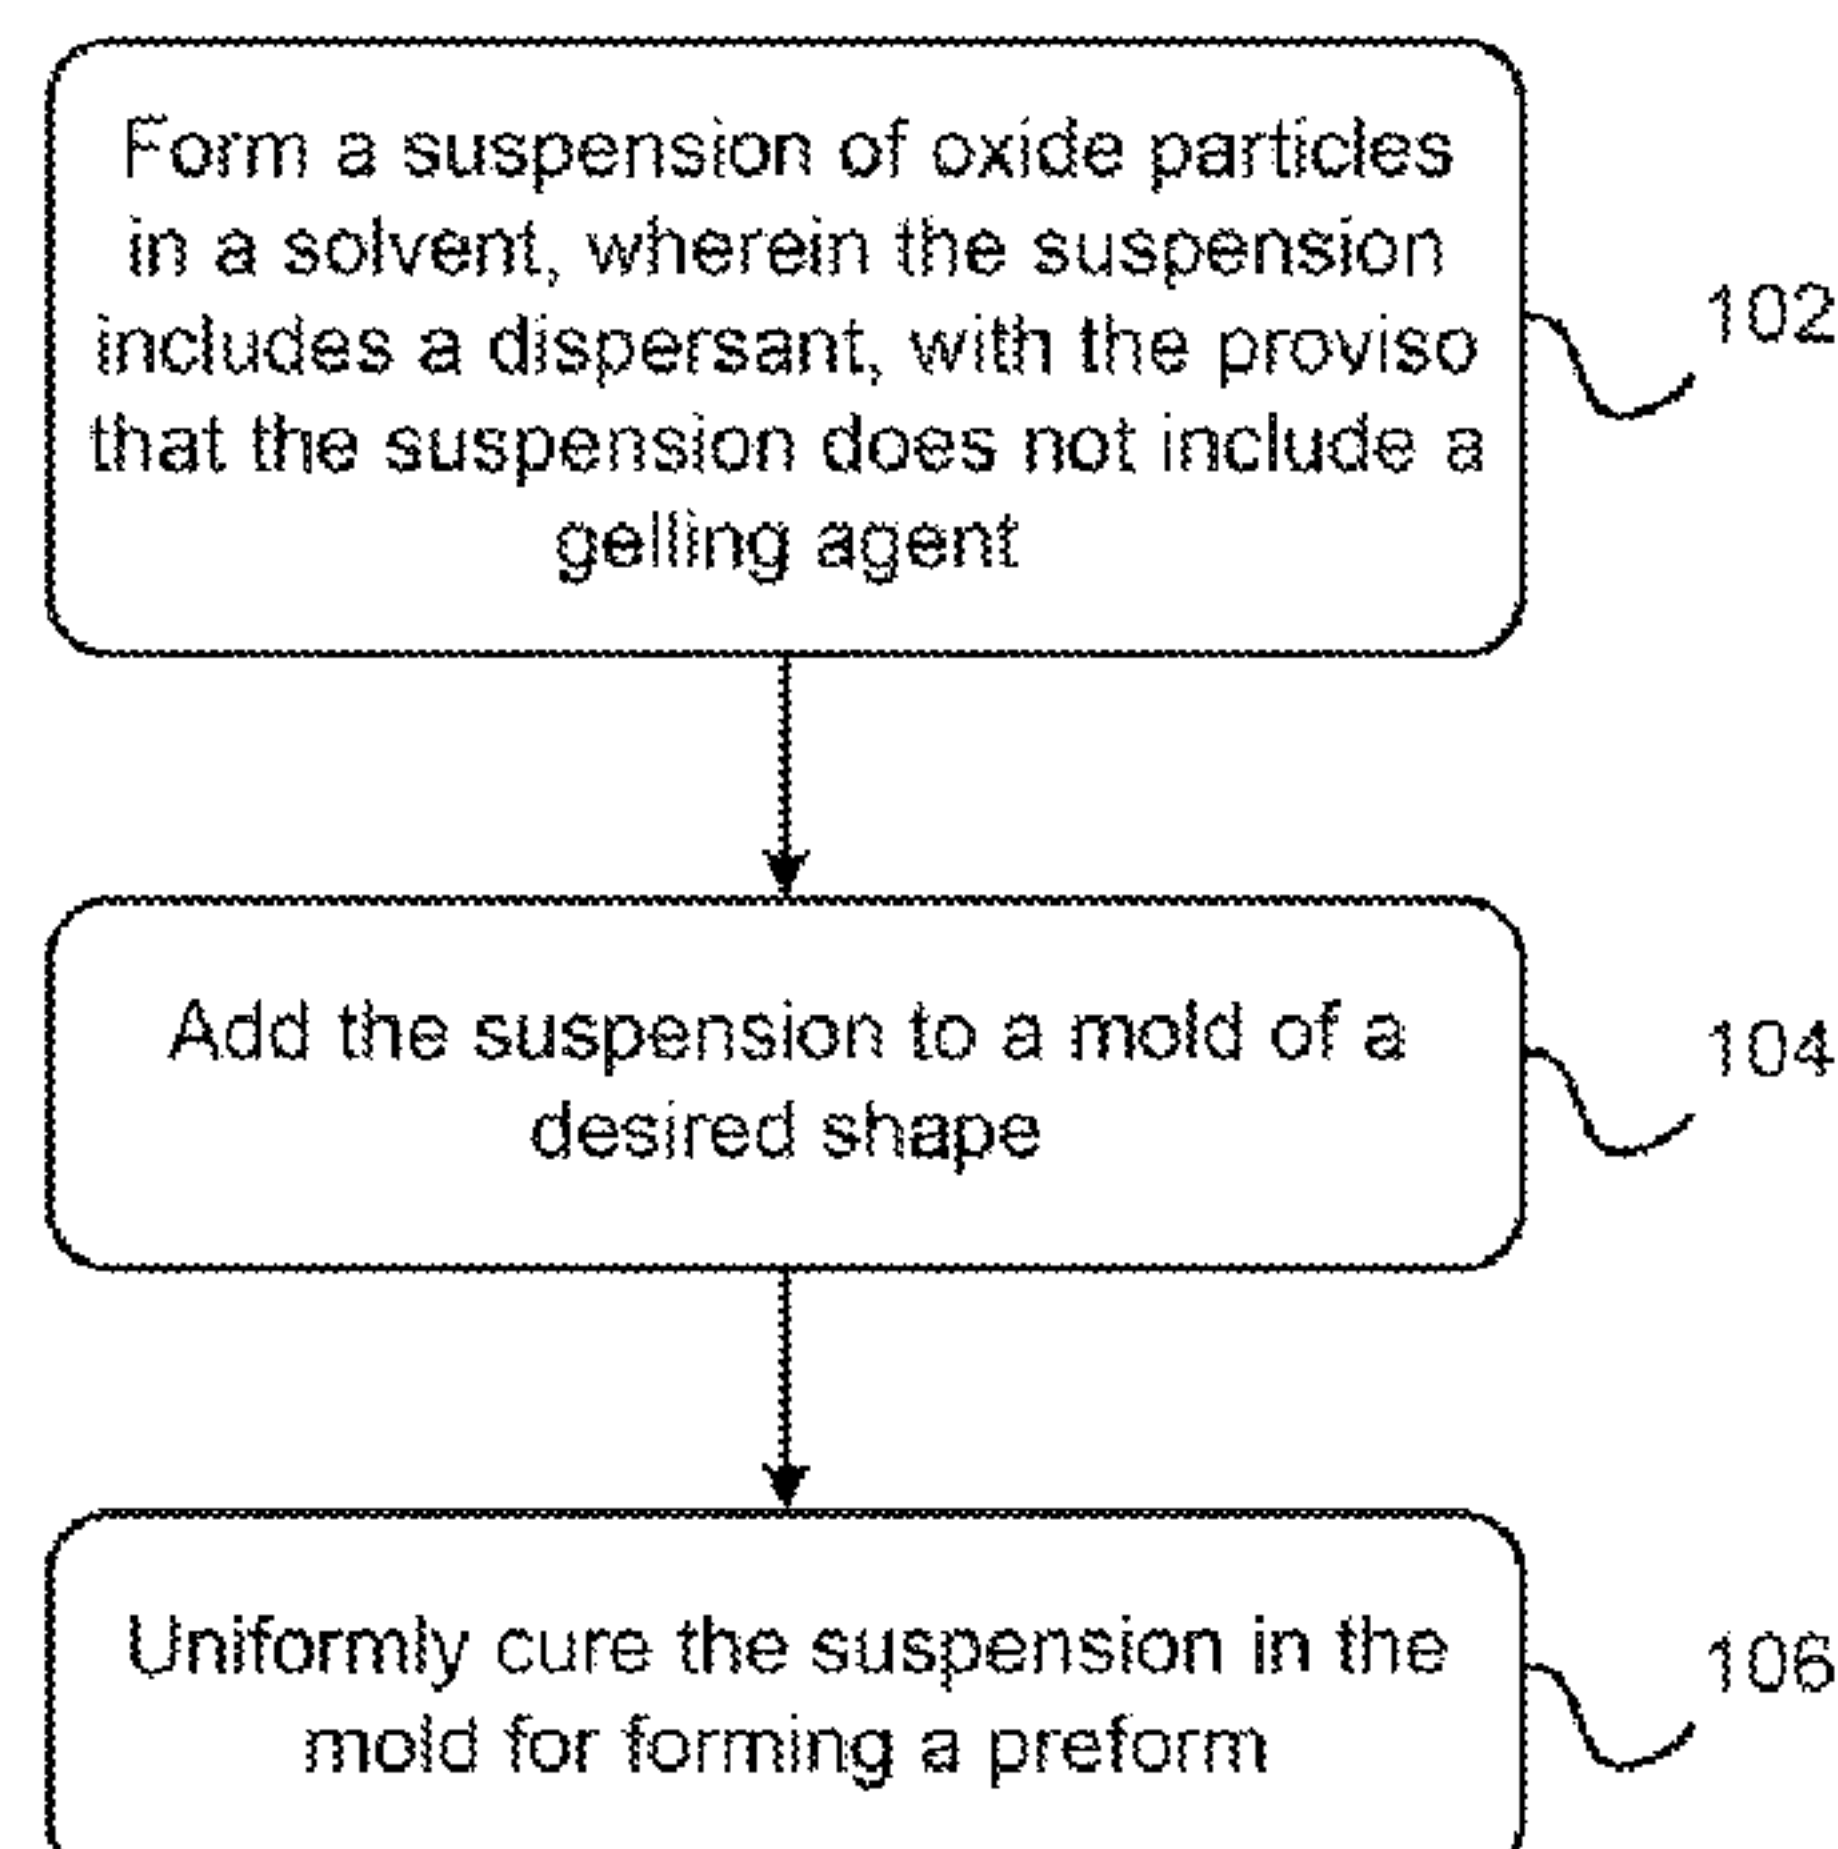 Form a suspension of oxide particles
in a solvent, wherein the suspension
includes a dispersant, with the proviso
that the suspension does not include a
gelling agent
102
Add the suspension to a mold of a
desired shape
104
Uniformly cure the suspension in the
mold for forming a preform
106